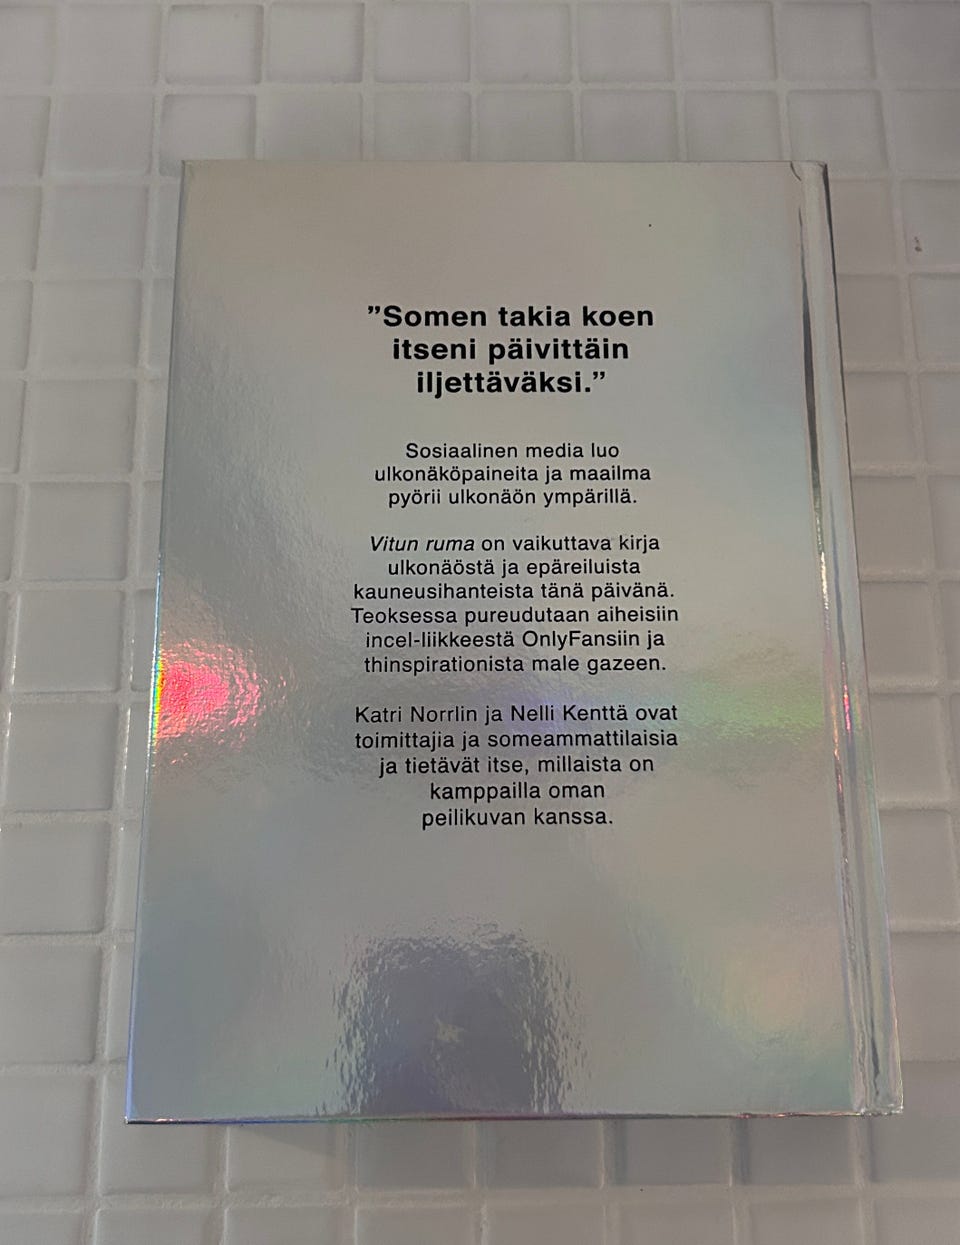 ”Somen takia koen
itseni päivittäin
iljettäväksi.”
Sosiaalinen media luo
ulkonäköpaineita ja maailma
pyörii ulkonäön ympärillä.
Vitun ruma on vaikuttava kirja
ulkonäöstä ja epäreiluista
kauneusihanteista tänä päivänä.
Teoksessa pureudutaan aiheisiin
incel-liikkeestä OnlyFansiin ja
thinspirationista male gazeen.
Katri Norrlin ja Nelli Kenttä ovat
toimittajia ja someammattilaisia
ja tietävät itse, millaista on
kamppailla oman
peilikuvan kanssa.